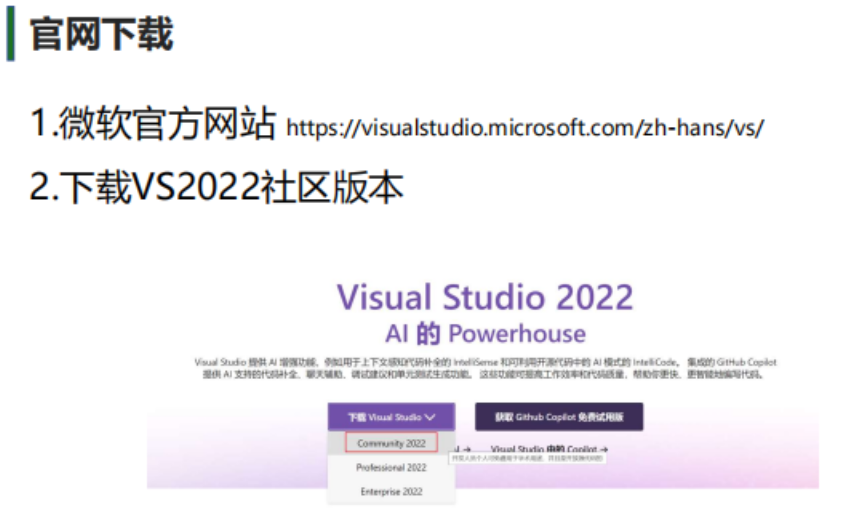 官网下载
1.微软官方网站 https://visualstudio.microsoft.com/zh-hans/vs/
2.下载VS2022社区版本
Visual Studio 2022
AI 的 Powerhouse
Visual Studio 提供 AI 增强功能，例如用于上下文感知代码补全的 IntelliSense 和可利用开源代码中的 AI 模式的 IntelliCode。 集成的 GitHub Copilot
提供 AI 支持的代码补全、聊天辅助、调试建议和单元测试生成功能。 这些功能可提高工作效率和代码质量，帮助你更快、更智能地编写代码。
下载 Visual Studio
获取 Github Copilot 免费试用版
Community 2022
Visual Studio 中的 Copilot →
Professional 2022
Enterprise 2022